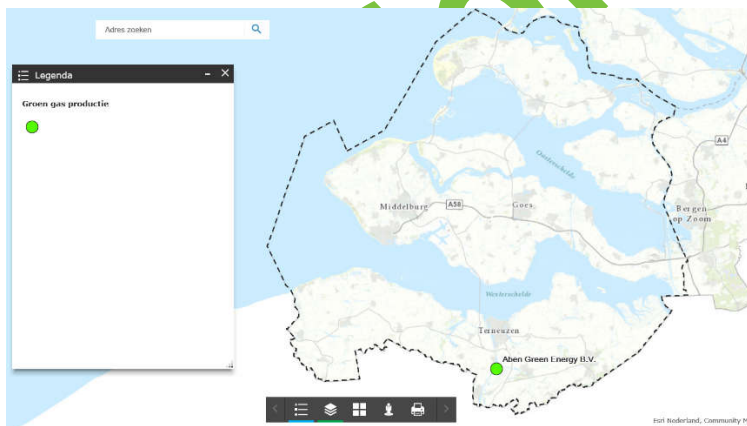 Adres zoeken
Legenda
Groen gas productie
A4
Oosterschelde
Middelburg
A58
Goes
Bergen
op Zoom
Westerschelde
Terneuzen
Aben Green Energy B.V.
Esri Nederland, Community M